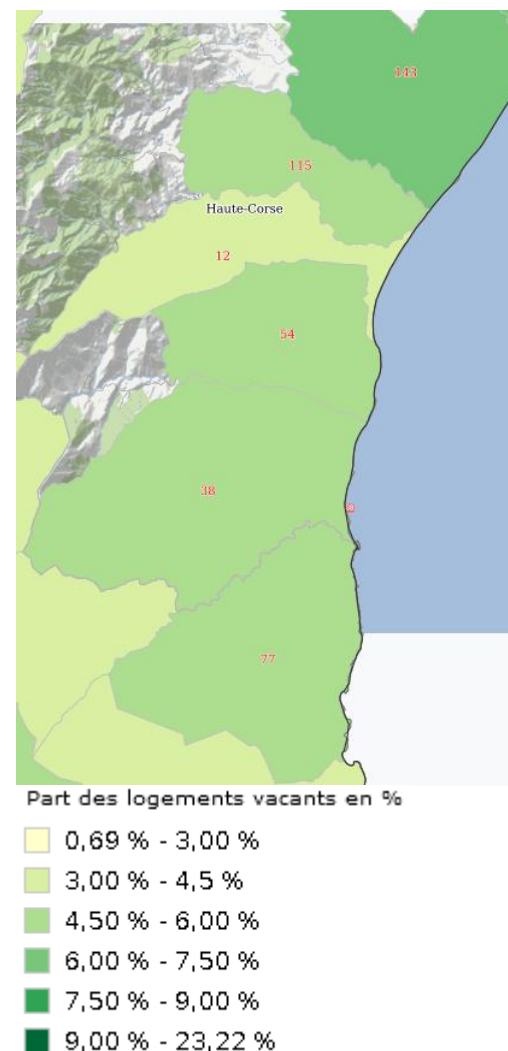 143
115
Haute-Corse
12
54
38
77
Part des logements vacants en %
0,69 % - 3,00 %
3,00 % - 4,5 %
4,50 % - 6,00 %
6,00 % - 7,50 %
7,50 % - 9,00 %
9,00 % - 23,22 %